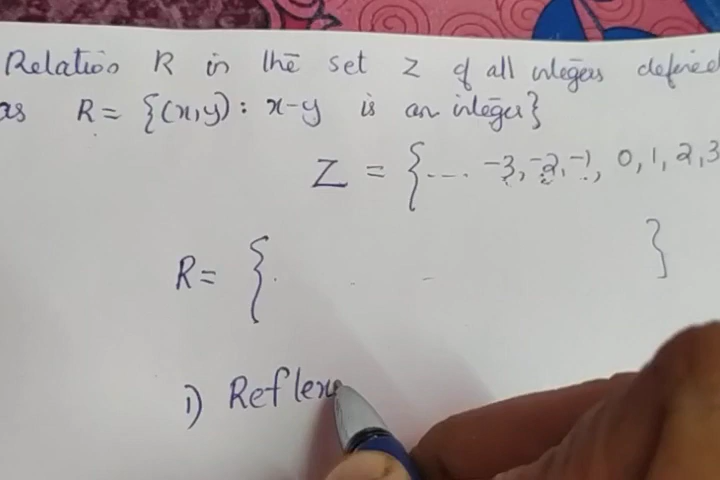 Relation R in the set Z of all integers defined
as R = {(x,y) : x-y is an integer}
Z = {.... -3, -2, -1, 0, 1, 2, 3
R = { }
1) Reflex